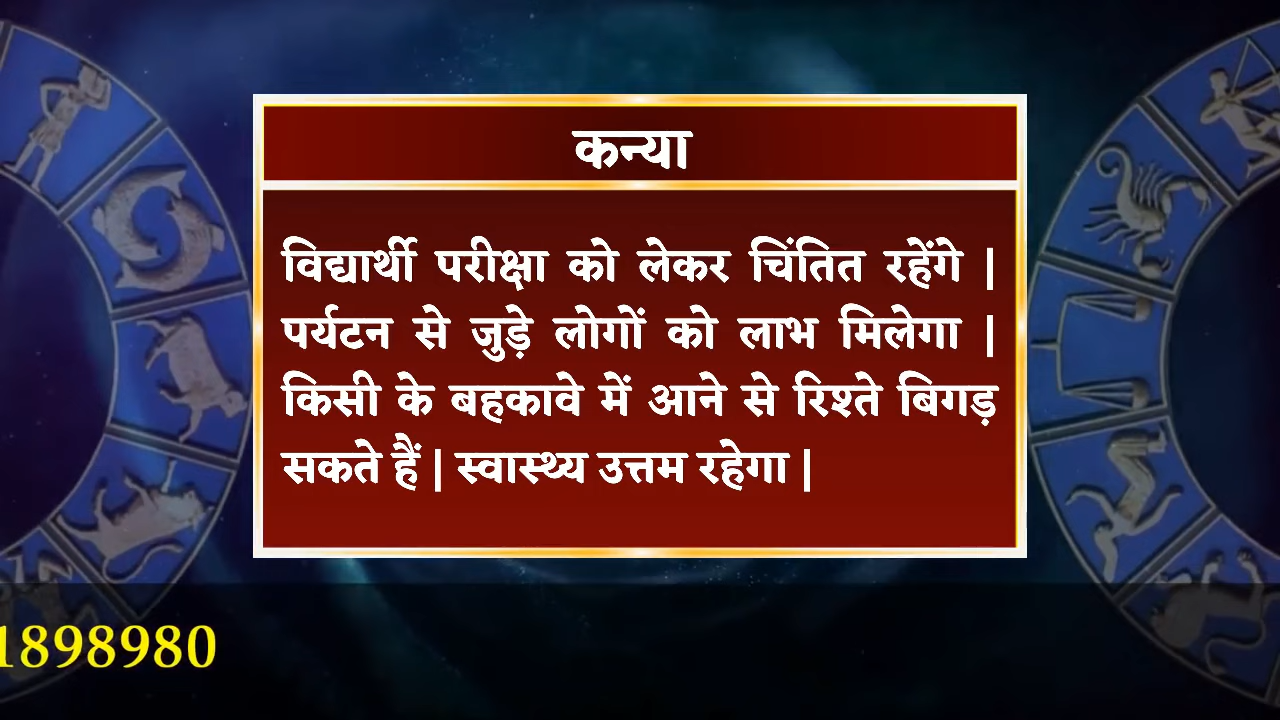 कन्या
विद्यार्थी परीक्षा को लेकर चिंतित रहेंगे |
पर्यटन से जुड़े लोगों को लाभ मिलेगा |
किसी के बहकावे में आने से रिश्ते बिगड़
सकते हैं | स्वास्थ्य उत्तम रहेगा |
1898980